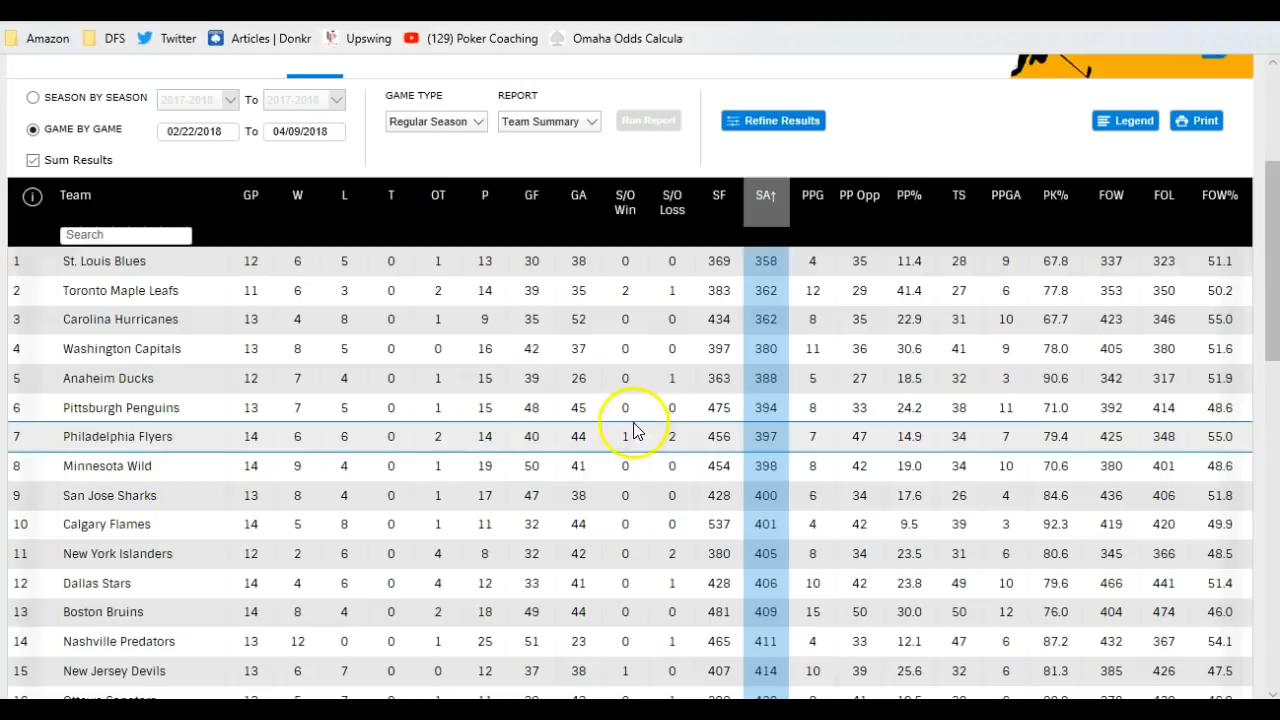 Amazon DFS Twitter Articles | Donkr Upswing (129) Poker Coaching Omaha Odds Calcula
SEASON BY SEASON 2017-2018 To 2017-2018
GAME TYPE REPORT
GAME BY GAME 02/22/2018 To 04/09/2018 Regular Season Team Summary Run Report Refine Results Legend Print
Sum Results
Team GP W L T OT P GF GA S/O Win S/O Loss SF SA↑ PPG PP Opp PP% TS PPGA PK% FOW FOL FOW%
Search
1 St. Louis Blues 12 6 5 0 1 13 30 38 0 0 369 358 4 35 11.4 28 9 67.8 337 323 51.1
2 Toronto Maple Leafs 11 6 3 0 2 14 39 35 2 1 383 362 12 29 41.4 27 6 77.8 353 350 50.2
3 Carolina Hurricanes 13 4 8 0 1 9 35 52 0 0 434 362 8 35 22.9 31 10 67.7 423 346 55.0
4 Washington Capitals 13 8 5 0 0 16 42 37 0 0 397 380 11 36 30.6 41 9 78.0 405 380 51.6
5 Anaheim Ducks 12 7 4 0 1 15 39 26 0 1 363 388 5 27 18.5 32 3 90.6 342 317 51.9
6 Pittsburgh Penguins 13 7 5 0 1 15 48 45 0 0 475 394 8 33 24.2 38 11 71.0 392 414 48.6
7 Philadelphia Flyers 14 6 6 0 2 14 40 44 1 2 456 397 7 47 14.9 34 7 79.4 425 348 55.0
8 Minnesota Wild 14 9 4 0 1 19 50 41 0 0 454 398 8 42 19.0 34 10 70.6 380 401 48.6
9 San Jose Sharks 13 8 4 0 1 17 47 38 0 0 428 400 6 34 17.6 26 4 84.6 436 406 51.8
10 Calgary Flames 14 5 8 0 1 11 32 44 0 0 537 401 4 42 9.5 39 3 92.3 419 420 49.9
11 New York Islanders 12 2 6 0 4 8 32 42 0 2 380 405 8 34 23.5 31 6 80.6 345 366 48.5
12 Dallas Stars 14 4 6 0 4 12 33 41 0 1 428 406 10 42 23.8 49 10 79.6 466 441 51.4
13 Boston Bruins 14 8 4 0 2 18 49 44 0 0 481 409 15 50 30.0 50 12 76.0 404 474 46.0
14 Nashville Predators 13 12 0 0 1 25 51 23 0 1 465 411 4 33 12.1 47 6 87.2 432 367 54.1
15 New Jersey Devils 13 6 7 0 0 12 37 38 1 0 407 414 10 39 25.6 32 6 81.3 385 426 47.5